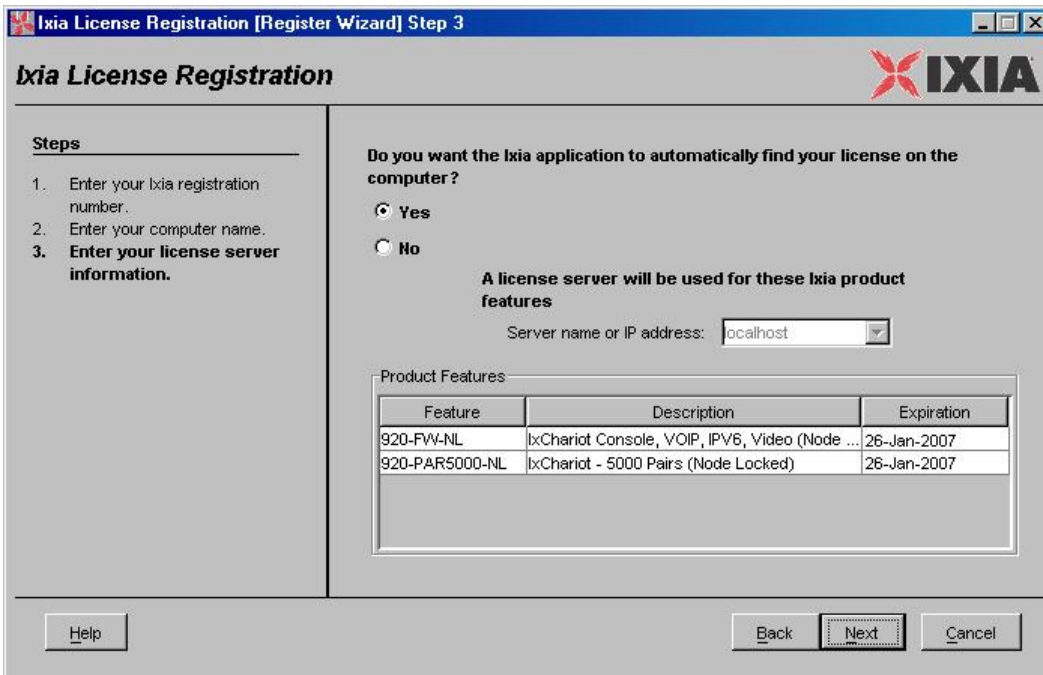 Ixia License Registration [Register Wizard] Step 3
Ixia License Registration
IXIA
Steps
1. Enter your Ixia registration
number.
2. Enter your computer name.
3. Enter your license server
information.
Do you want the Ixia application to automatically find your license on the
computer?
Yes
No
A license server will be used for these Ixia product
features
Server name or IP address: localhost
Product Features
Feature Description Expiration
920-FW-NL IxChariot Console, VOIP, IPV6, Video (Node ... 26-Jan-2007
920-PAR5000-NL IxChariot - 5000 Pairs (Node Locked) 26-Jan-2007
Help Back Next Cancel